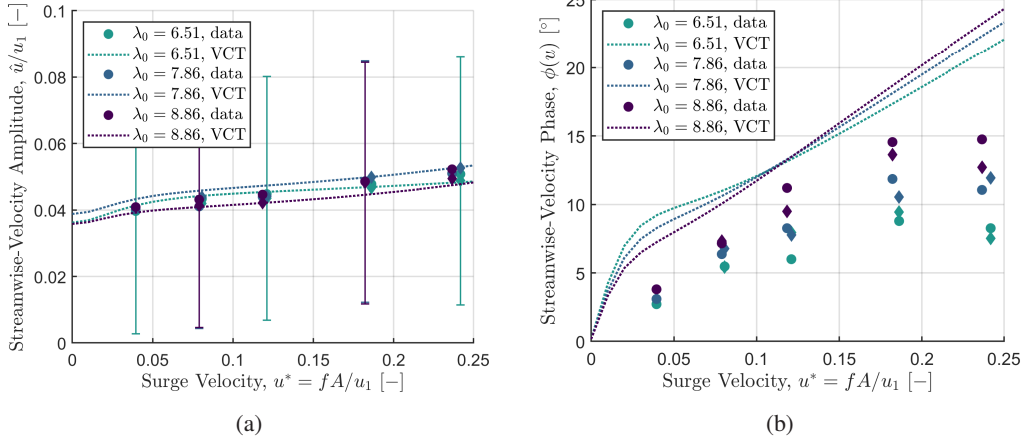 Streamwise-Velocity Amplitude, û/u₁ [−]
0.1
0.08
0.06
0.04
0.02
0
λ₀ = 6.51, data
λ₀ = 6.51, VCT
λ₀ = 7.86, data
λ₀ = 7.86, VCT
λ₀ = 8.86, data
λ₀ = 8.86, VCT
0 0.05 0.1 0.15 0.2 0.25
Surge Velocity, u* = fA/u₁ [−]
(a)
Streamwise-Velocity Phase, ϕ(u) [°]
25
20
15
10
5
0
λ₀ = 6.51, data
λ₀ = 6.51, VCT
λ₀ = 7.86, data
λ₀ = 7.86, VCT
λ₀ = 8.86, data
λ₀ = 8.86, VCT
0 0.05 0.1 0.15 0.2 0.25
Surge Velocity, u* = fA/u₁ [−]
(b)